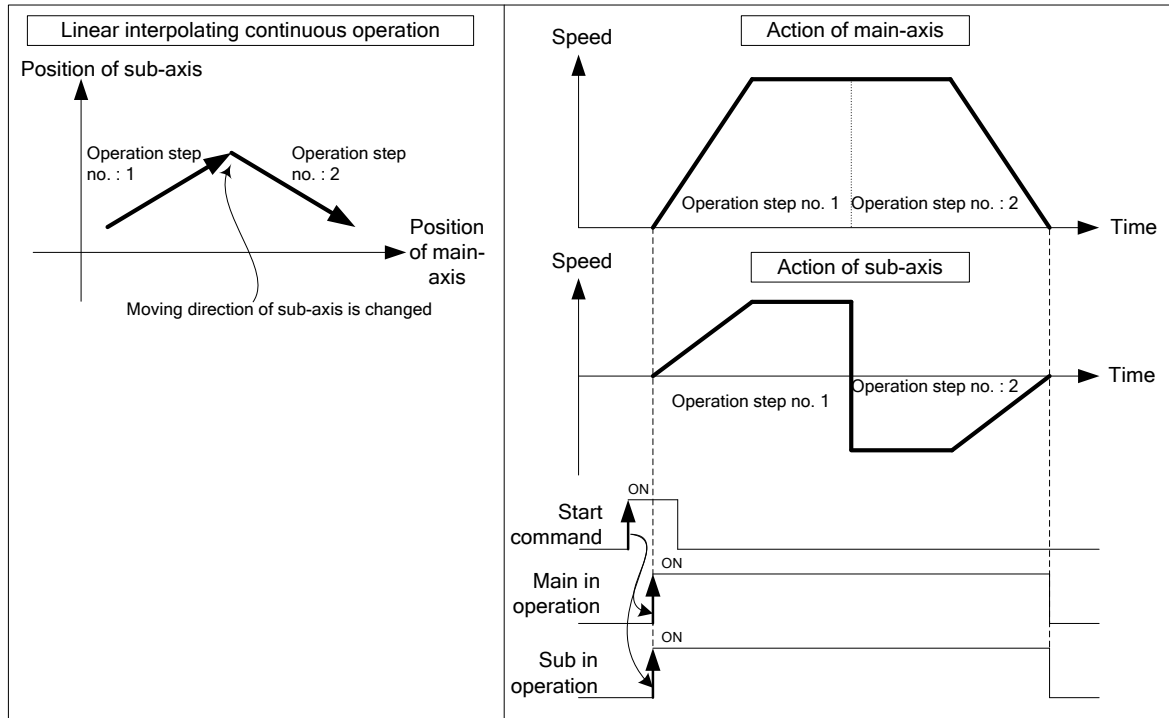 Linear interpolating continuous operation
Position of sub-axis
Operation step
no. : 1
Operation step
no. : 2
Position
of main-
axis
Moving direction of sub-axis is changed
Action of main-axis
Speed
Operation step no. 1
Operation step no. : 2
Time
Action of sub-axis
Speed
Operation step no. 1
Operation step no. : 2
Time
ON
Start
command
ON
Main in
operation
ON
Sub in
operation